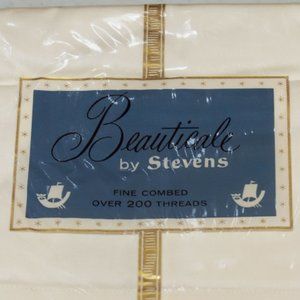 Beauticale
by Stevens
FINE COMBED
OVER 200 THREADS